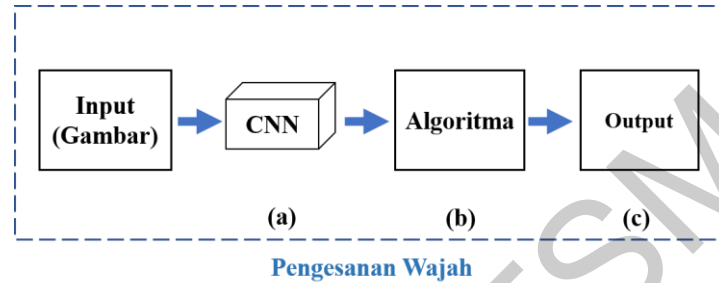 Input
(Gambar)
CNN
Algoritma
Output
(a)
(b)
(c)
Pengesanan Wajah